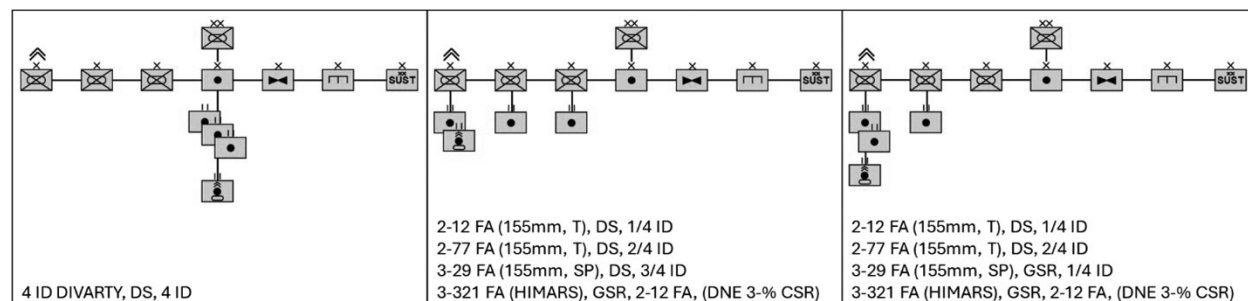 XX
X X X X X X XX
SUST
II
II
II
II
4 ID DIVARTY, DS, 4 ID
XX
X X X X X X XX
SUST
II II II
II
2-12 FA (155mm, T), DS, 1/4 ID
2-77 FA (155mm, T), DS, 2/4 ID
3-29 FA (155mm, SP), DS, 3/4 ID
3-321 FA (HIMARS), GSR, 2-12 FA, (DNE 3-% CSR)
XX
X X X X X X XX
SUST
II II
II
II
2-12 FA (155mm, T), DS, 1/4 ID
2-77 FA (155mm, T), DS, 2/4 ID
3-29 FA (155mm, SP), GSR, 1/4 ID
3-321 FA (HIMARS), GSR, 2-12 FA, (DNE 3-% CSR)